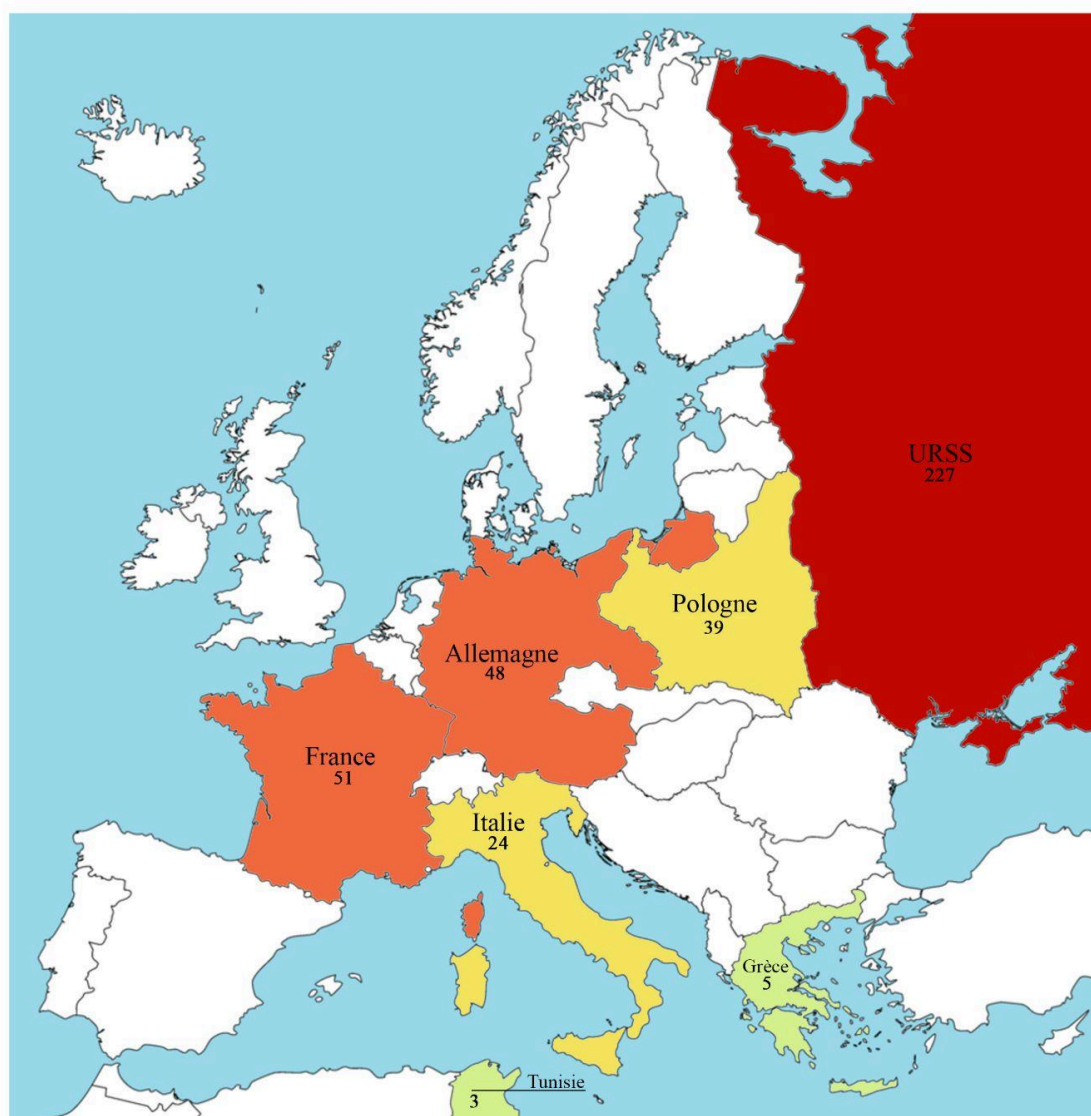 URSS
227
Pologne
39
Allemagne
48
France
51
Italie
24
Grèce
5
Tunisie
3